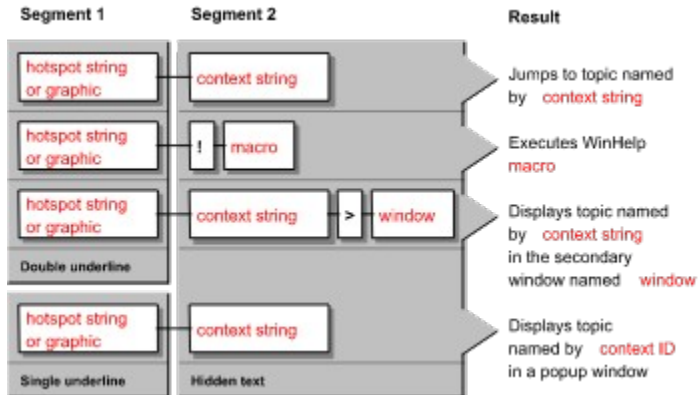 Segment 1
Segment 2
Result
hotspot string
or graphic
context string
Jumps to topic named
by context string
hotspot string
or graphic
!
macro
Executes WinHelp
macro
hotspot string
or graphic
context string
>
window
Displays topic named
by context string
in the secondary
window named window
Double underline
hotspot string
or graphic
context string
Displays topic
named by context ID
in a popup window
Single underline
Hidden text